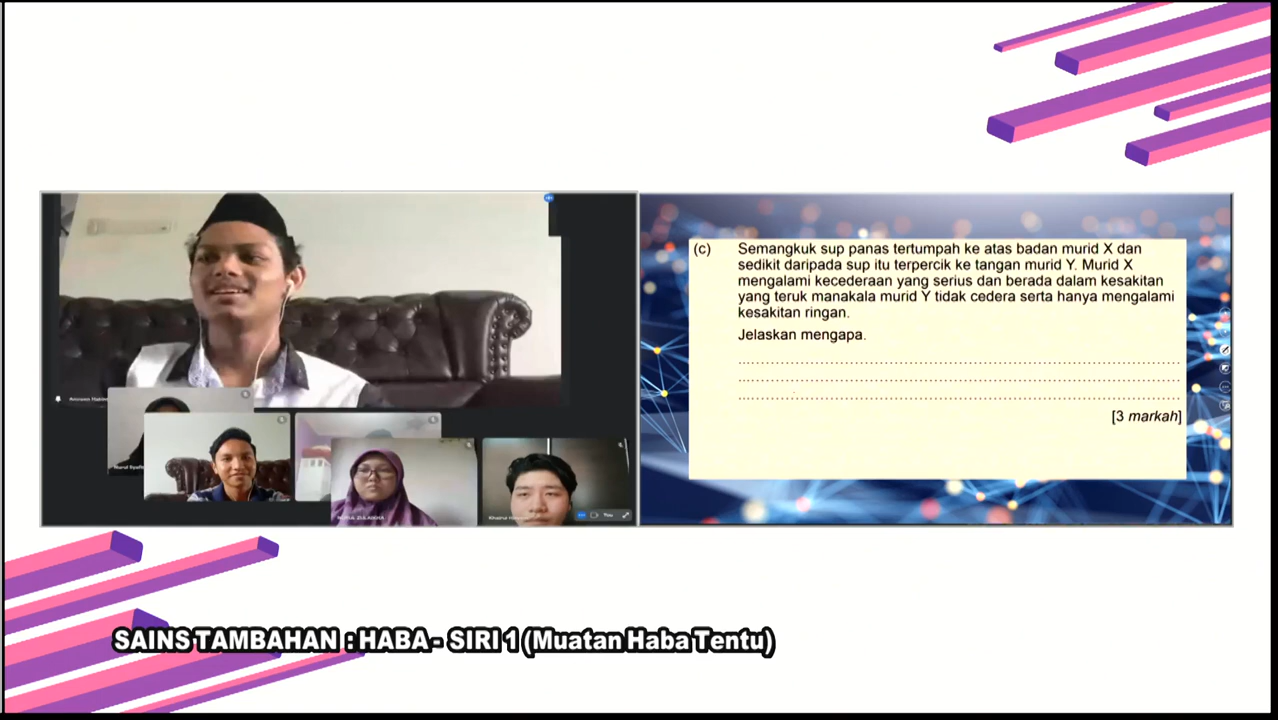 (c) Semangkuk sup panas tertumpah ke atas badan murid X dan
sedikit daripada sup itu terpercik ke tangan murid Y. Murid X
mengalami kecederaan yang serius dan berada dalam kesakitan
yang teruk manakala murid Y tidak cedera serta hanya mengalami
kesakitan ringan.
Jelaskan mengapa.
[3 markah]
You
SAINS TAMBAHAN : HABA - SIRI 1 (Muatan Haba Tentu)